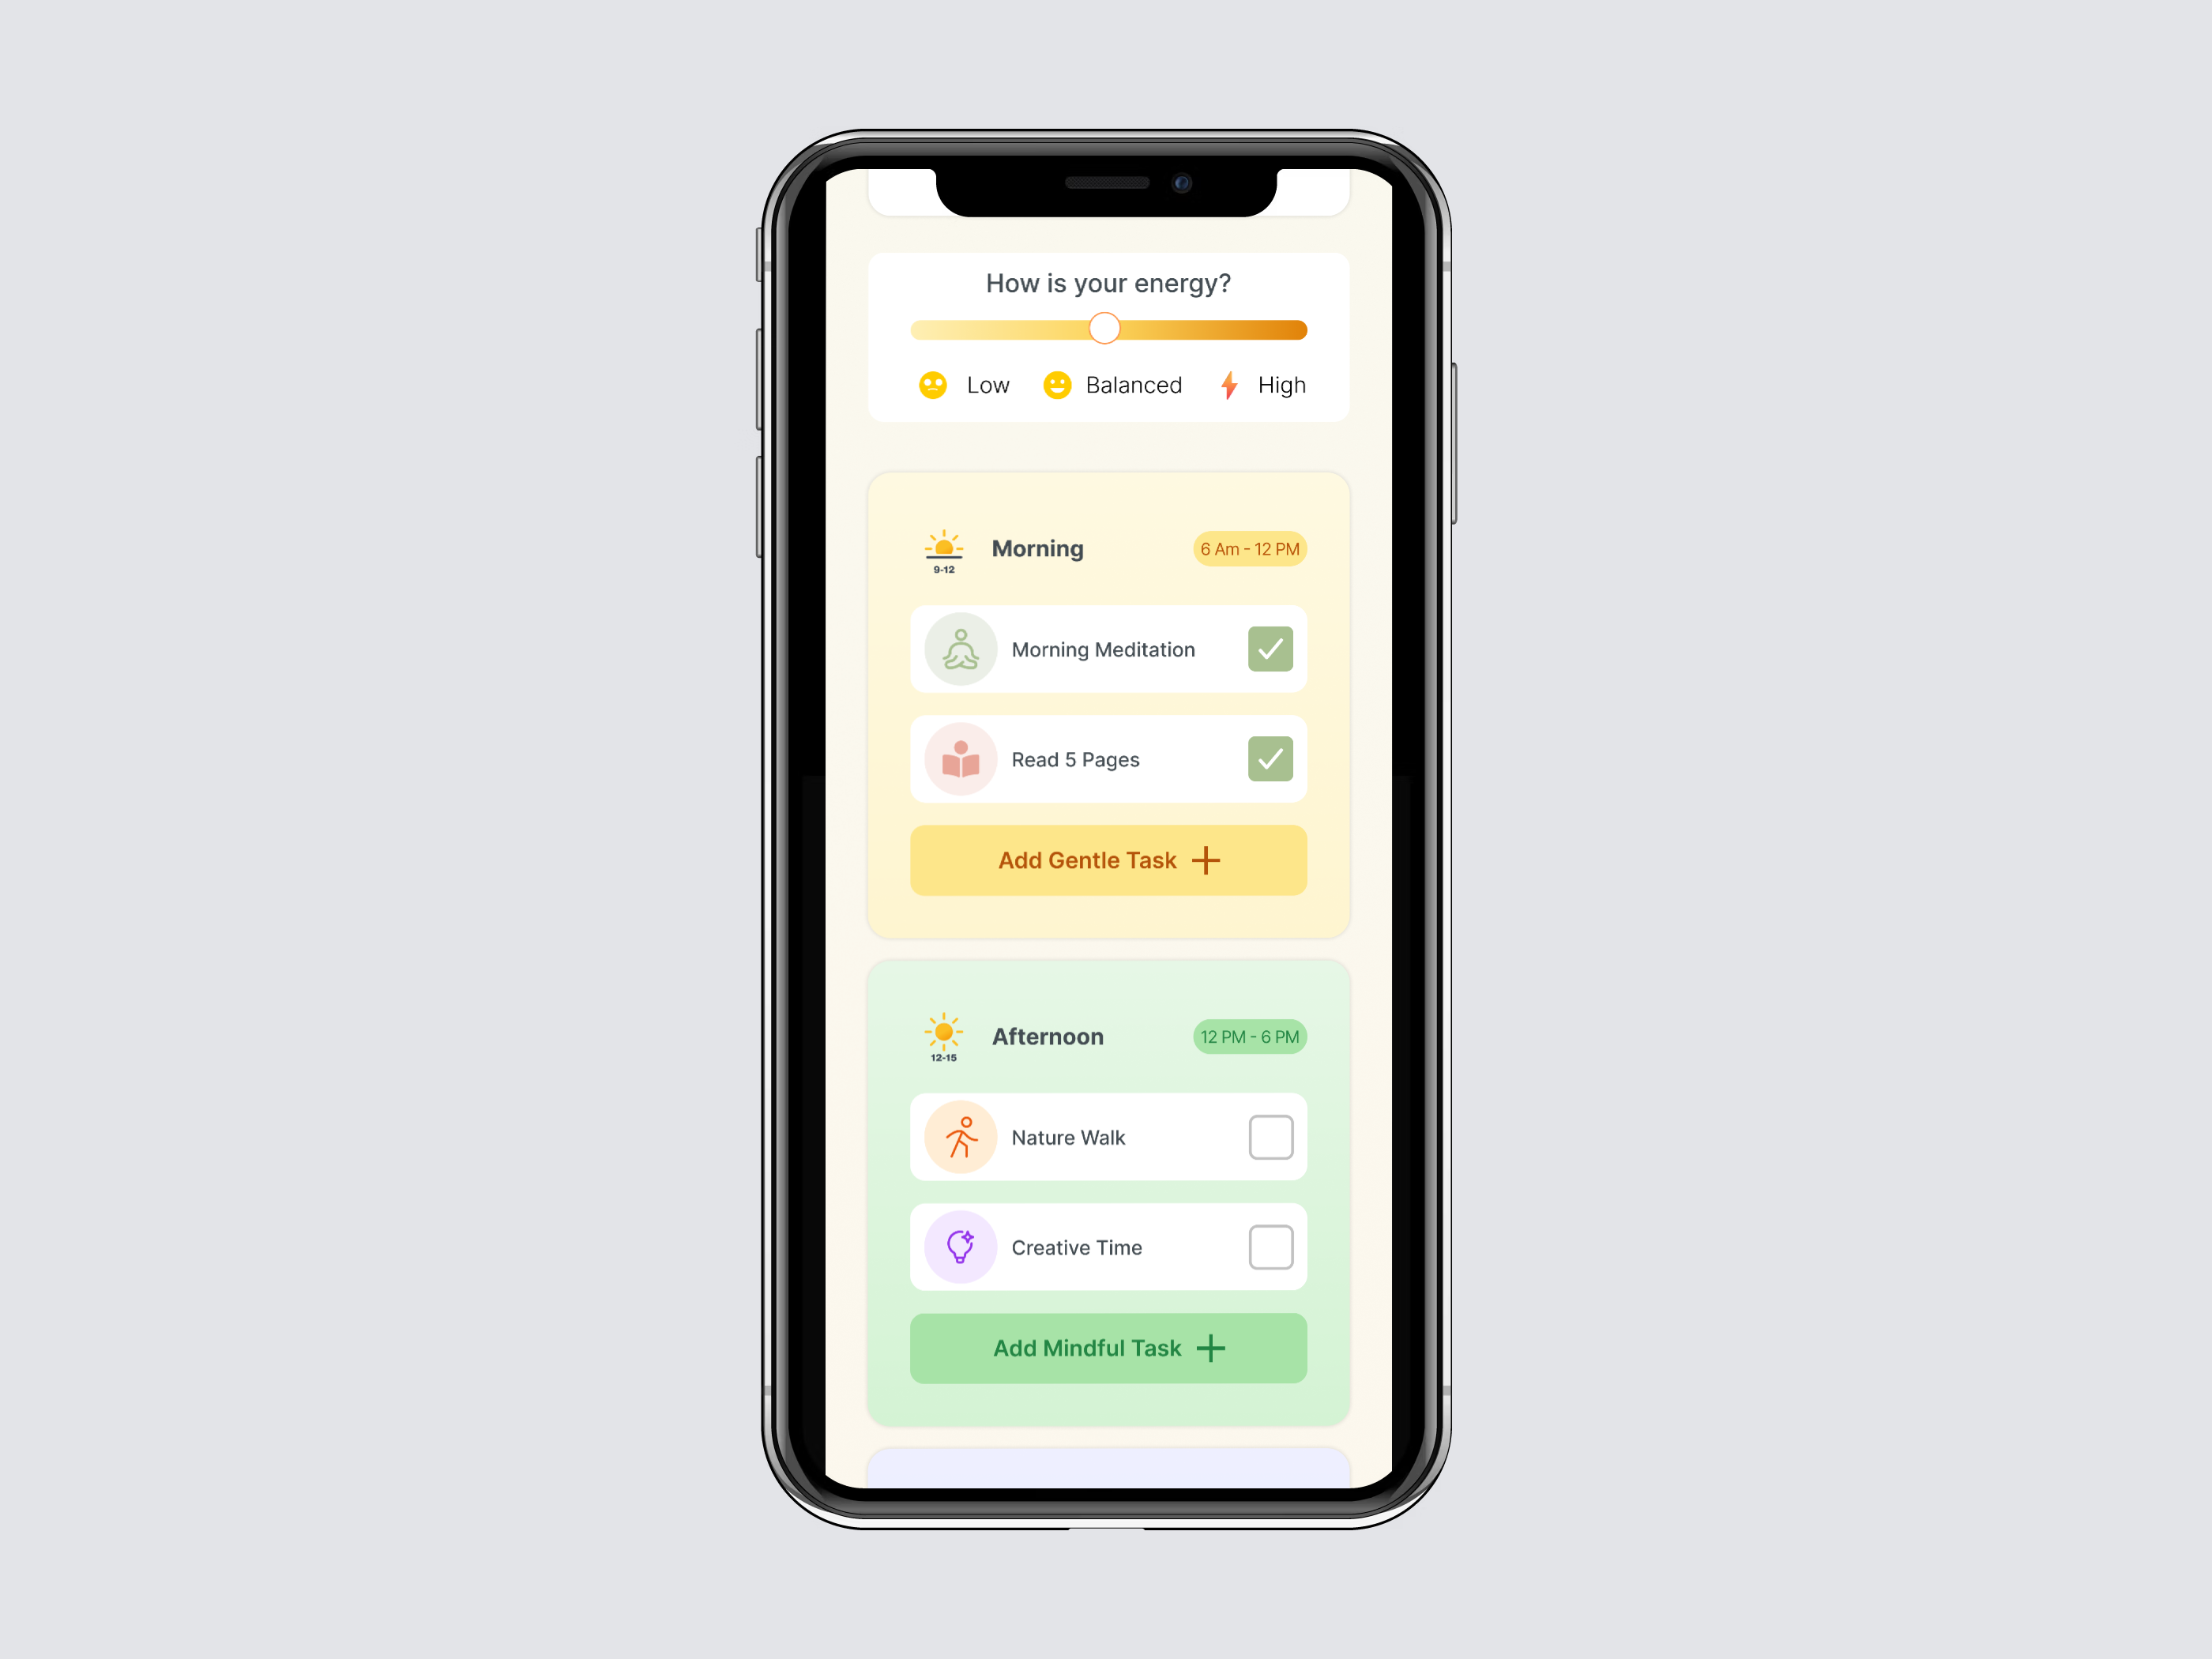 How is your energy?
Low Balanced High
Morning 6 Am - 12 PM
9-12
Morning Meditation
Read 5 Pages
Add Gentle Task
Afternoon 12 PM - 6 PM
12-15
Nature Walk
Creative Time
Add Mindful Task